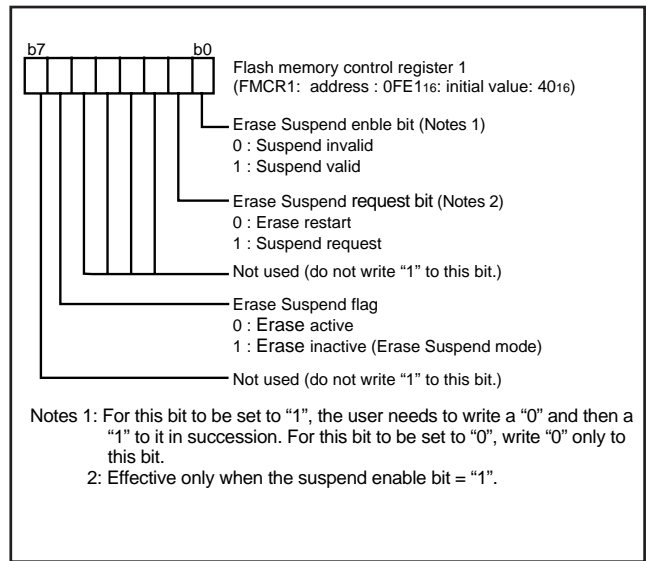 b7 b0
Flash memory control register 1
(FMCR1: address : 0FE116: initial value: 4016)
Erase Suspend enble bit (Notes 1)
0 : Suspend invalid
1 : Suspend valid
Erase Suspend request bit (Notes 2)
0 : Erase restart
1 : Suspend request
Not used (do not write “1” to this bit.)
Erase Suspend flag
0 : Erase active
1 : Erase inactive (Erase Suspend mode)
Not used (do not write “1” to this bit.)
Notes 1: For this bit to be set to “1”, the user needs to write a “0” and then a
“1” to it in succession. For this bit to be set to “0”, write “0” only to
this bit.
2: Effective only when the suspend enable bit = “1”.